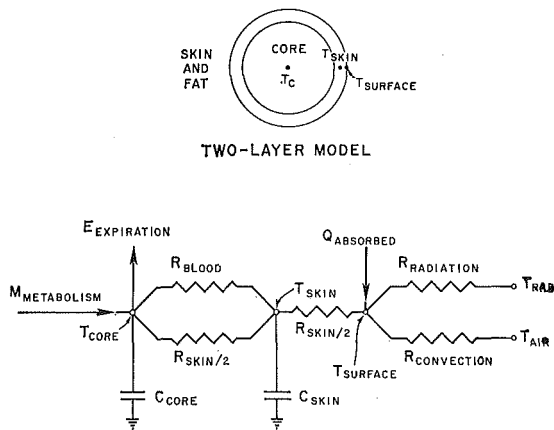 SKIN
AND
FAT
CORE
.TC
TSKIN
TSURFACE
TWO-LAYER MODEL
EEXPIRATION
QABSORBED
RBLOOD
TSKIN
RRADIATION
TRAD
MMETABOLISM
TCORE
RSKIN/2
RSKIN/2
TSURFACE
RCONVECTION
TAIR
CCORE
CSKIN